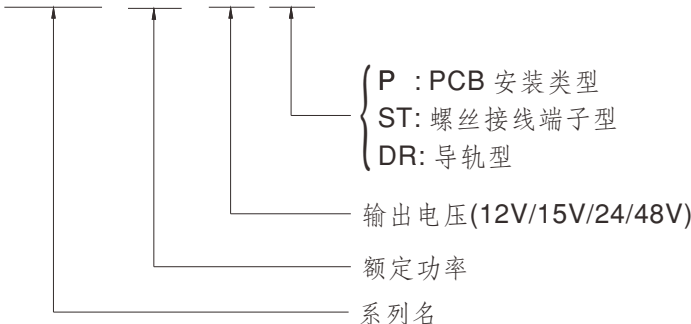 P : PCB 安装类型
ST: 螺丝接线端子型
DR: 导轨型
输出电压(12V/15V/24/48V)
额定功率
系列名